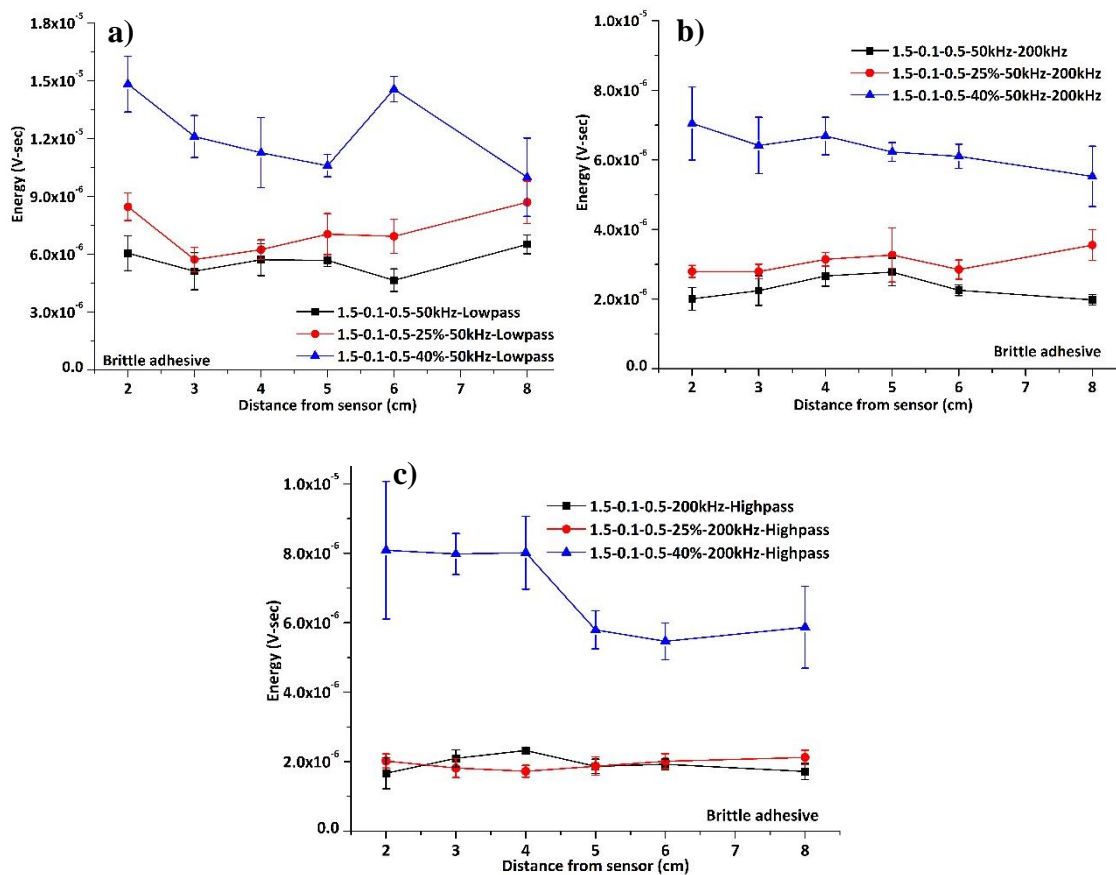 a)
1.8x10⁻⁵
1.5x10⁻⁵
1.2x10⁻⁵
9.0x10⁻⁶
6.0x10⁻⁶
3.0x10⁻⁶
0.0
Energy (V-sec)
1.5-0.1-0.5-50kHz-Lowpass
1.5-0.1-0.5-25%-50kHz-Lowpass
1.5-0.1-0.5-40%-50kHz-Lowpass
Brittle adhesive
2 3 4 5 6 7 8
Distance from sensor (cm)
b)
1.0x10⁻⁵
8.0x10⁻⁶
6.0x10⁻⁶
4.0x10⁻⁶
2.0x10⁻⁶
0.0
Energy (V-sec)
1.5-0.1-0.5-50kHz-200kHz
1.5-0.1-0.5-25%-50kHz-200kHz
1.5-0.1-0.5-40%-50kHz-200kHz
Brittle adhesive
2 3 4 5 6 7 8
Distance from sensor (cm)
c)
1.0x10⁻⁵
8.0x10⁻⁶
6.0x10⁻⁶
4.0x10⁻⁶
2.0x10⁻⁶
0.0
Energy (V-sec)
1.5-0.1-0.5-200kHz-Highpass
1.5-0.1-0.5-25%-200kHz-Highpass
1.5-0.1-0.5-40%-200kHz-Highpass
Brittle adhesive
2 3 4 5 6 7 8
Distance from sensor (cm)